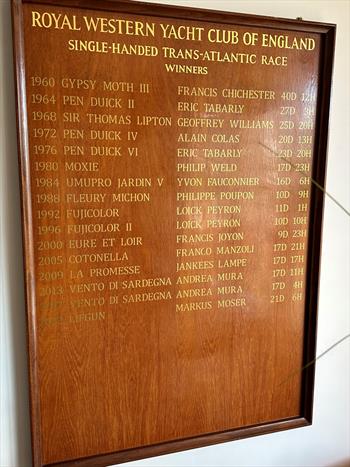 ROYAL WESTERN YACHT CLUB OF ENGLAND
SINGLE-HANDED TRANS-ATLANTIC RACE
WINNERS
1960 GYPSY MOTH III FRANCIS CHICHESTER 40D 12H
1964 PEN DUICK II ERIC TABARLY 27D 3H
1968 SIR THOMAS LIPTON GEOFFREY WILLIAMS 25D 20H
1972 PEN DUICK IV ALAIN COLAS 20D 13H
1976 PEN DUICK VI ERIC TABARLY 23D 20H
1980 MOXIE PHILIP WELD 17D 23H
1984 UMUPRO JARDIN V YVON FAUCONNIER 16D 6H
1988 FLEURY MICHON PHILIPPE POUPON 10D 9H
1992 FUJICOLOR LOICK PEYRON 11D 1H
1996 FUJICOLOR II LOICK PEYRON 10D 10H
2000 EURE ET LOIR FRANCIS JOYON 9D 23H
2005 COTONELLA FRANCO MANZOLI 17D 21H
2009 LA PROMESSE JANKEES LAMPE 17D 17H
2013 VENTO DI SARDEGNA ANDREA MURA 17D 11H
VENTO DI SARDEGNA ANDREA MURA 17D 4H
LIFGUN MARKUS MOSER 21D 6H